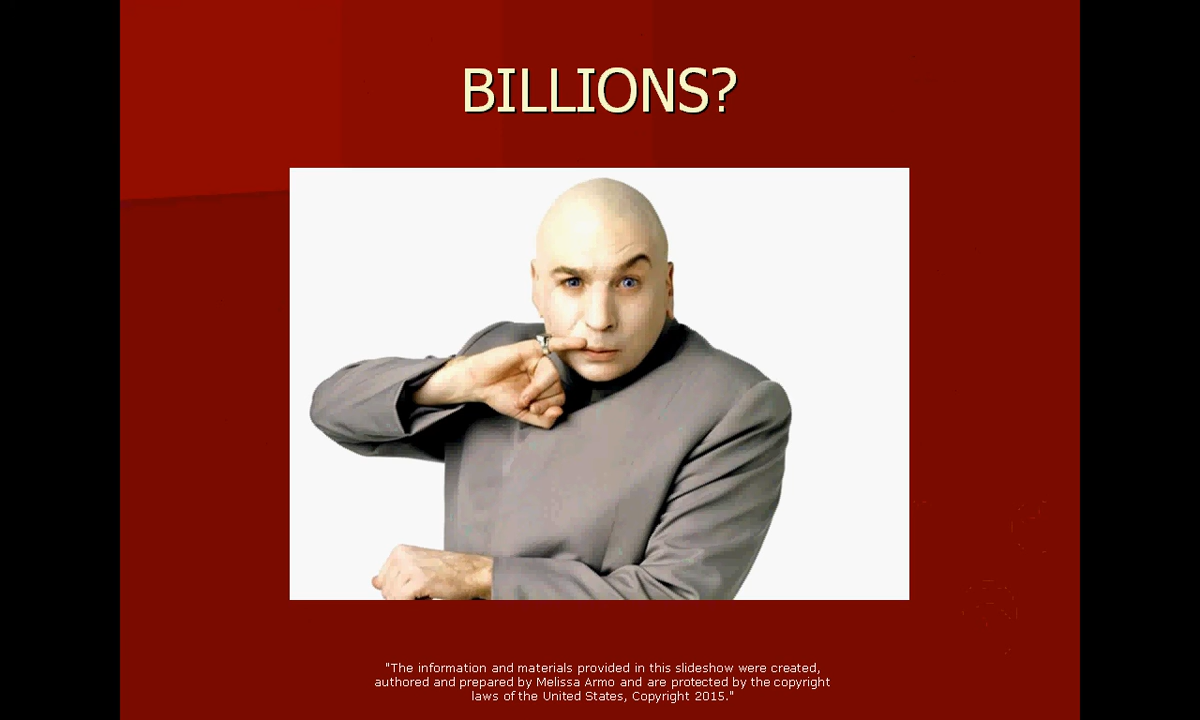 BILLIONS?
"The information and materials provided in this slideshow were created,
authored and prepared by Melissa Armo and are protected by the copyright
laws of the United States, Copyright 2015."